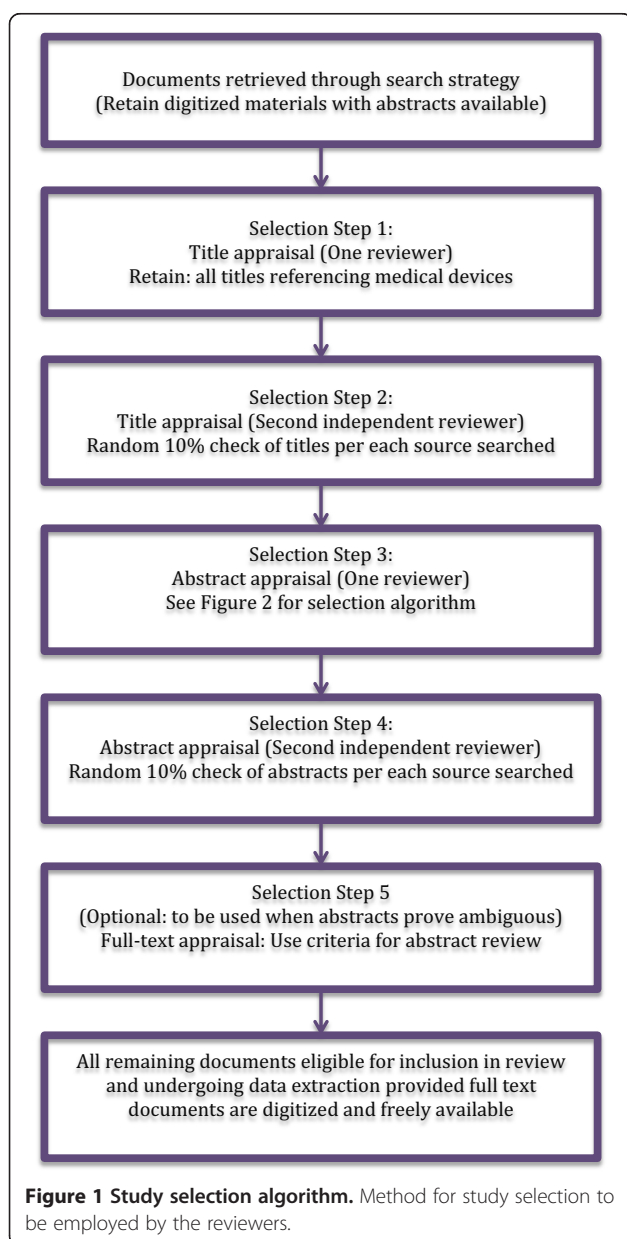 Documents retrieved through search strategy
(Retain digitized materials with abstracts available)
Selection Step 1:
Title appraisal (One reviewer)
Retain: all titles referencing medical devices
Selection Step 2:
Title appraisal (Second independent reviewer)
Random 10% check of titles per each source searched
Selection Step 3:
Abstract appraisal (One reviewer)
See Figure 2 for selection algorithm
Selection Step 4:
Abstract appraisal (Second independent reviewer)
Random 10% check of abstracts per each source searched
Selection Step 5
(Optional: to be used when abstracts prove ambiguous)
Full-text appraisal: Use criteria for abstract review
All remaining documents eligible for inclusion in review
and undergoing data extraction provided full text
documents are digitized and freely available
Figure 1 Study selection algorithm. Method for study selection to
be employed by the reviewers.